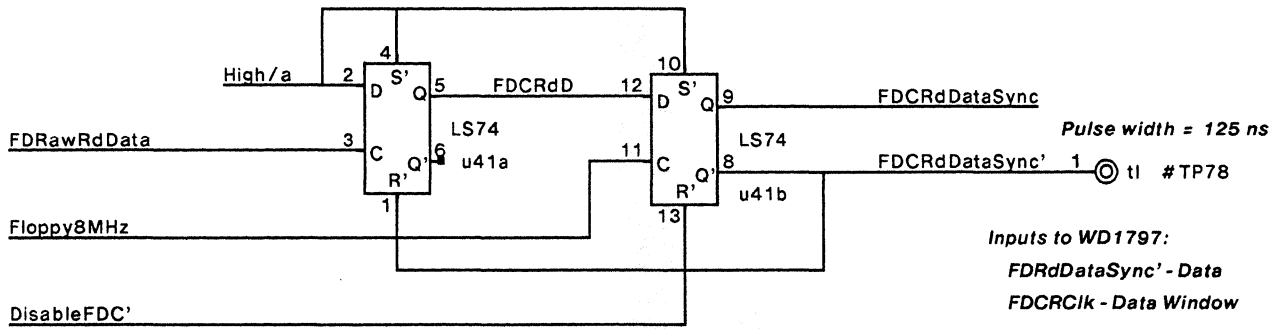 4
10
High/a
2
S'
5
FDCRdD
12
S'
9
FDCRdDataSync
D
Q
D
Q
LS74
LS74
Pulse width = 125 ns
FDRawRdData
3
C
6
11
C
8
FDCRdDataSync'
1
Q'
u41a
Q'
tl #TP78
R'
R'
u41b
1
13
Floppy8MHz
Inputs to WD1797:
FDRdDataSync' - Data
DisableFDC'
FDCRClk - Data Window